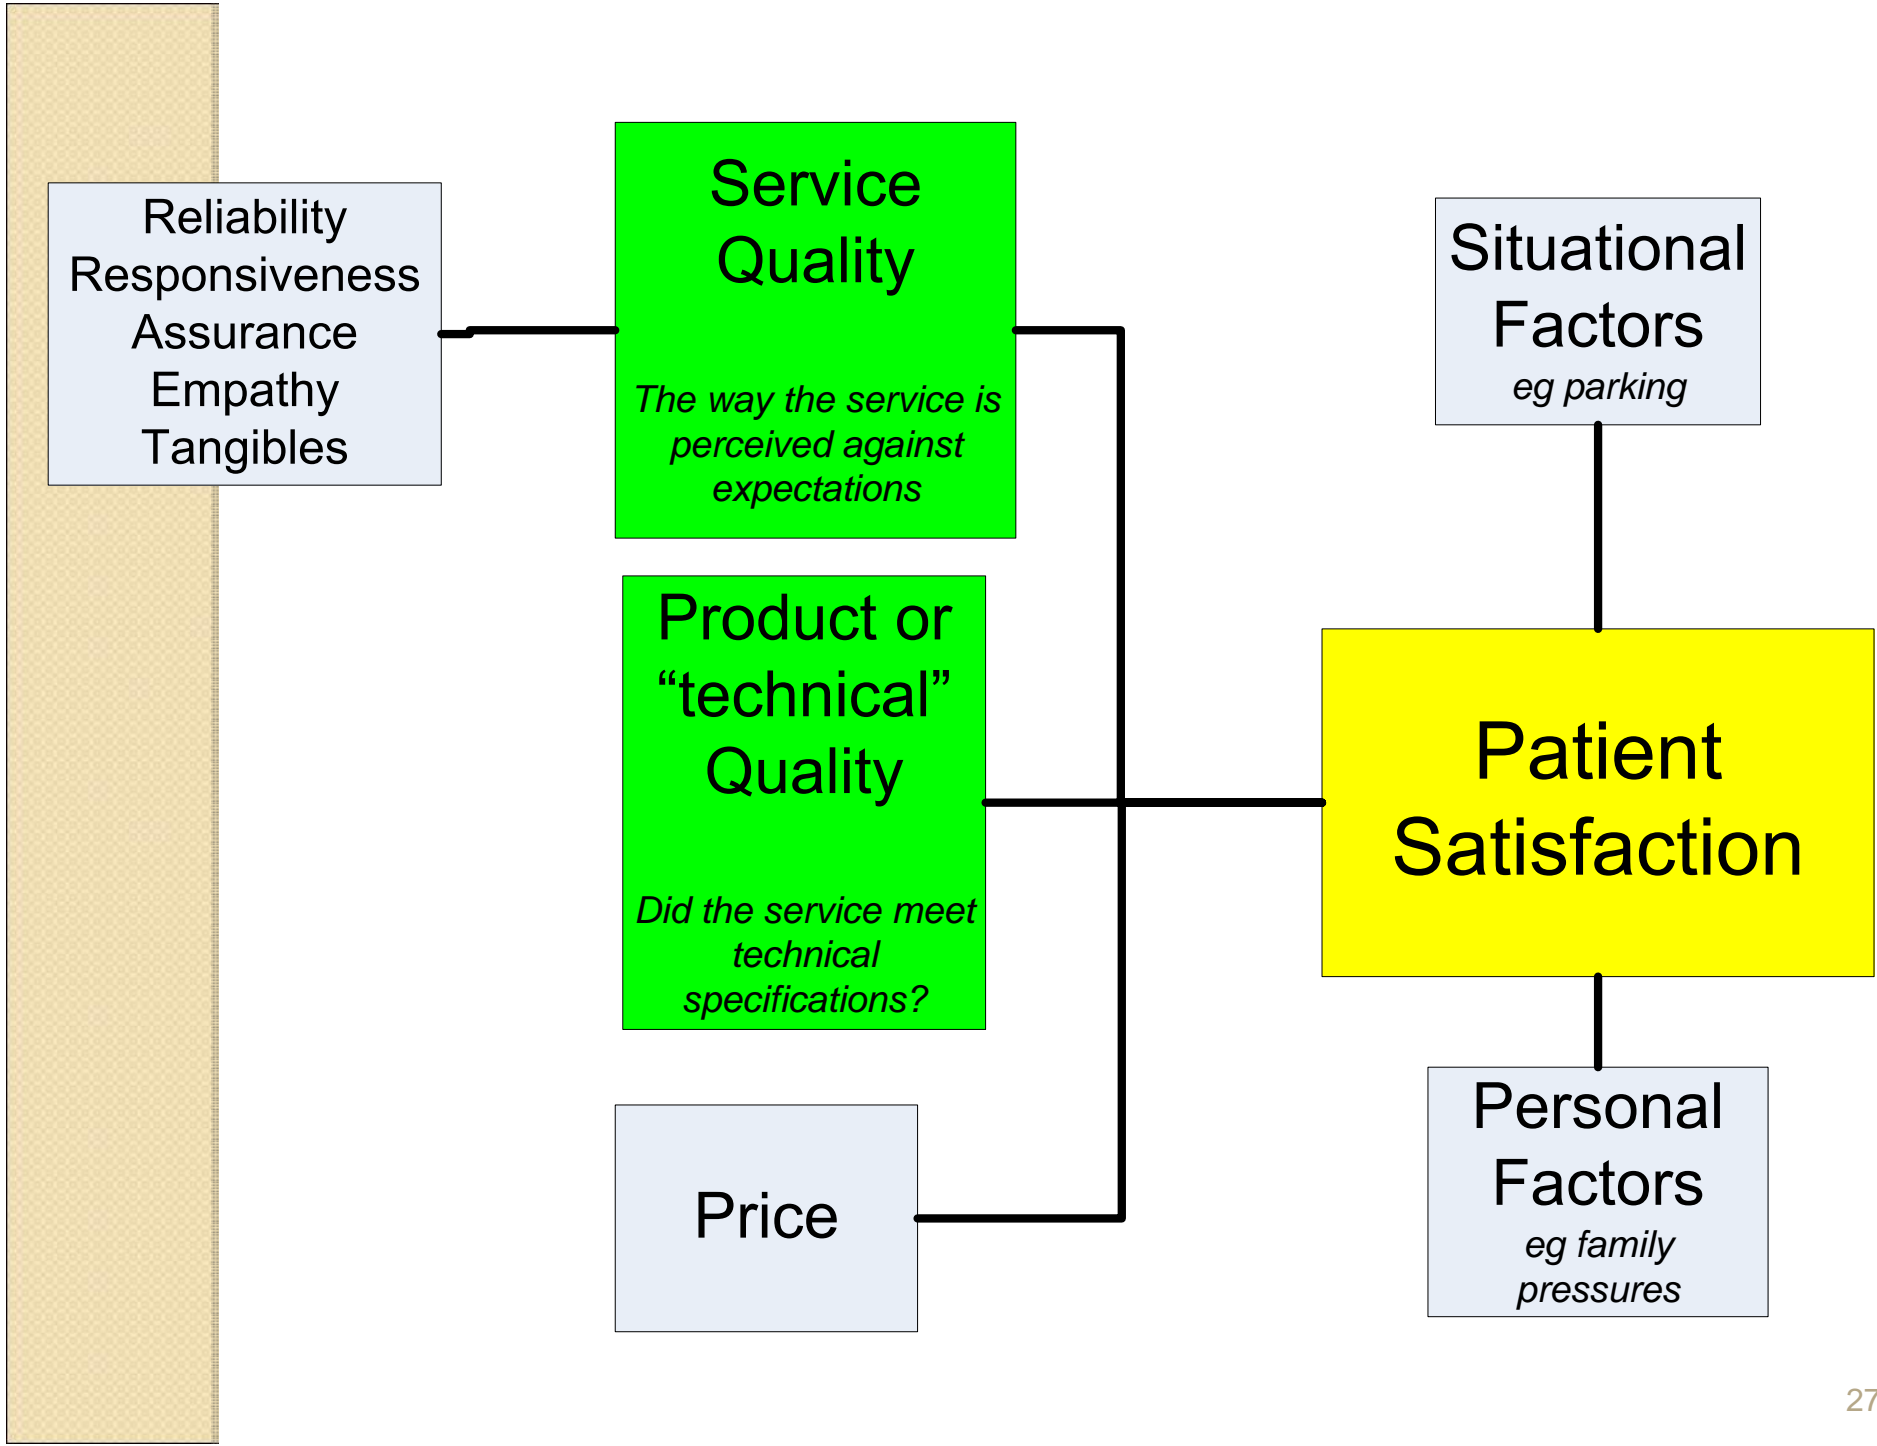 Reliability
Responsiveness
Assurance
Empathy
Tangibles
Service
Quality
The way the service is
perceived against
expectations
Product or
“technical”
Quality
Did the service meet
technical
specifications?
Price
Situational
Factors
eg parking
Patient
Satisfaction
Personal
Factors
eg family
pressures
27